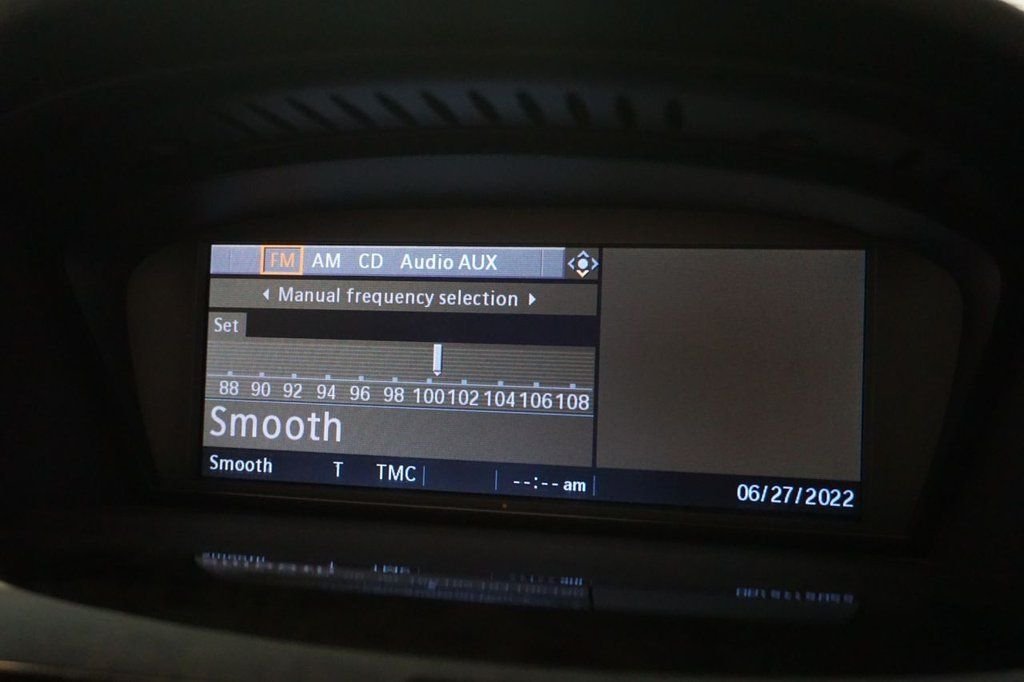 FM AM CD Audio AUX
Manual frequency selection
Set
88 90 92 94 96 98 100 102 104 106 108
Smooth
Smooth T TMC --:-- am 06/27/2022